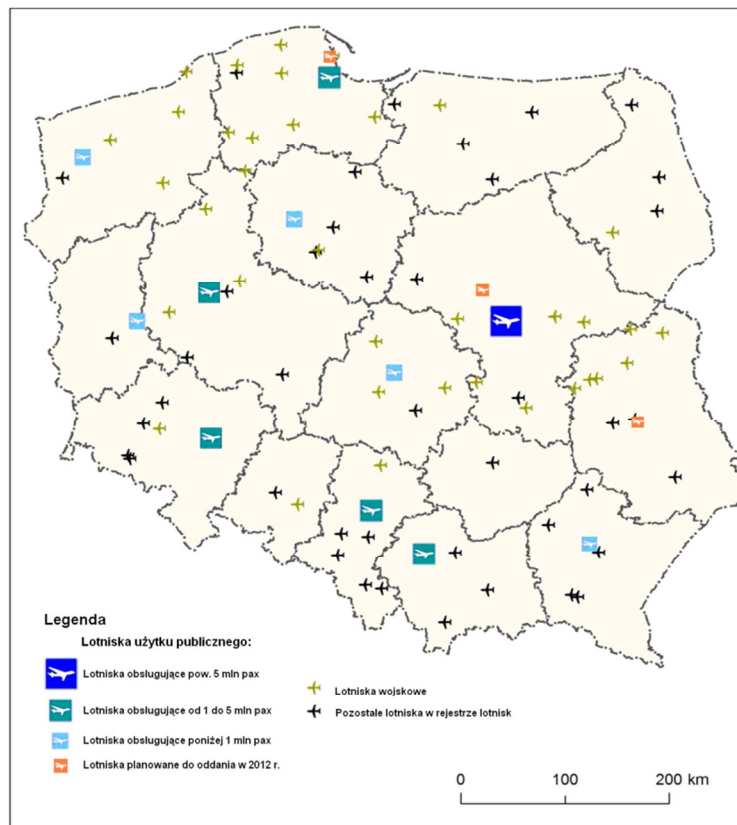 Legenda
Lotniska użytku publicznego:
Lotniska obsługujące pow. 5 mln pax
Lotniska obsługujące od 1 do 5 mln pax
Lotniska obsługujące poniżej 1 mln pax
Lotniska planowane do oddania w 2012 r.
Lotniska wojskowe
Pozostałe lotniska w rejestrze lotnisk
0 100 200 km